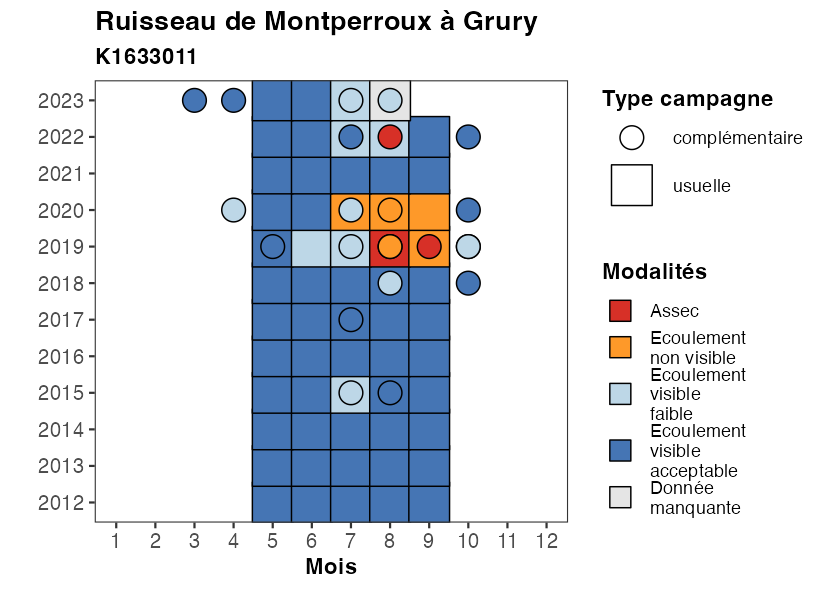 Ruisseau de Montperroux à Grury
K1633011
2023
2022
2021
2020
2019
2018
2017
2016
2015
2014
2013
2012
1 2 3 4 5 6 7 8 9 10 11 12
Mois
Type campagne
complémentaire
usuelle
Modalités
Assec
Ecoulement
non visible
Ecoulement
visible
faible
Ecoulement
visible
acceptable
Donnée
manquante